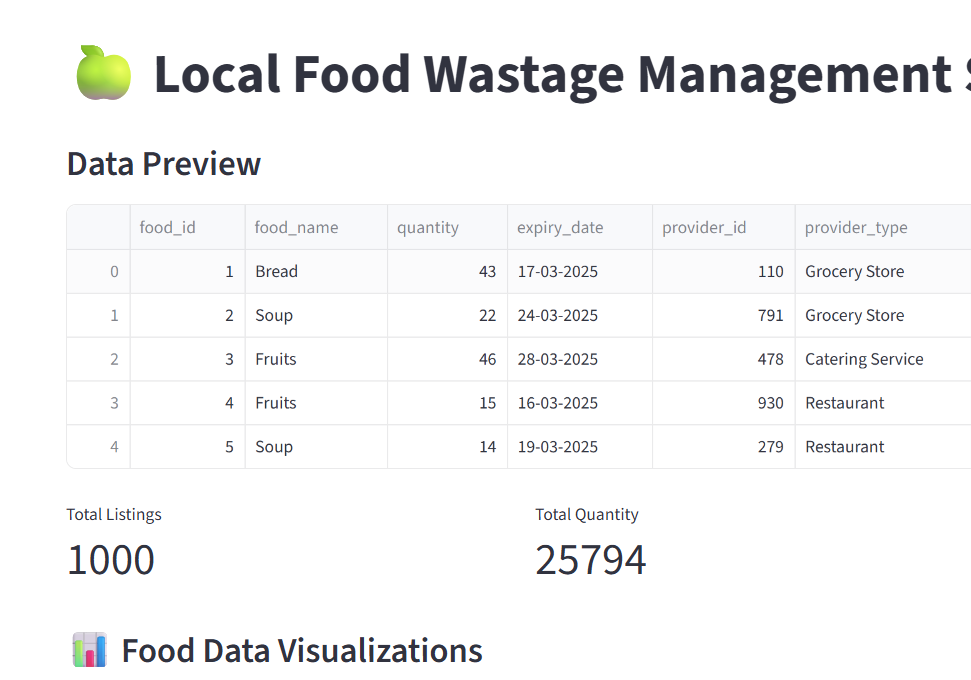 Local Food Wastage Management
Data Preview
food_id food_name quantity expiry_date provider_id provider_type
0 1 Bread 43 17-03-2025 110 Grocery Store
1 2 Soup 22 24-03-2025 791 Grocery Store
2 3 Fruits 46 28-03-2025 478 Catering Service
3 4 Fruits 15 16-03-2025 930 Restaurant
4 5 Soup 14 19-03-2025 279 Restaurant
Total Listings Total Quantity
1000 25794
Food Data Visualizations